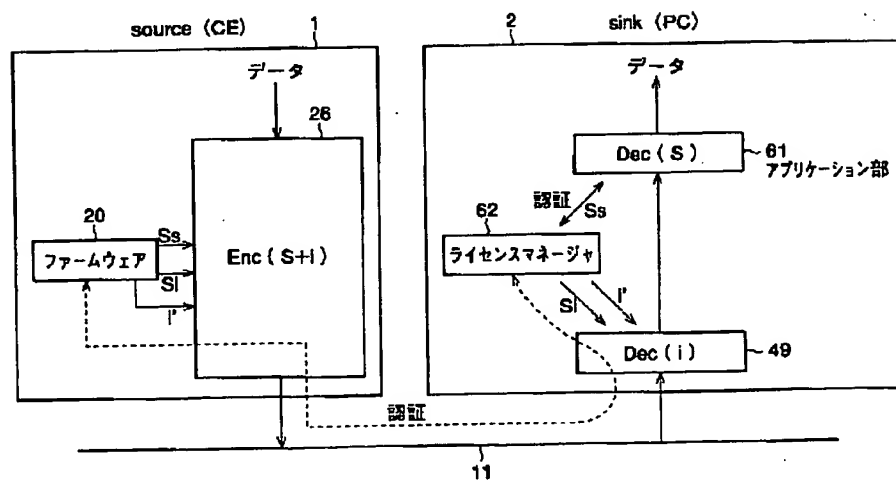 source (CE)
1
データ
26
20
ファームウェア
Ss
Si
i'
Enc (S+i)
認証
11
sink (PC)
2
データ
Dec (S)
61
アプリケーション部
認証
Ss
62
ライセンスマネージャ
Si
i'
Dec (i)
49